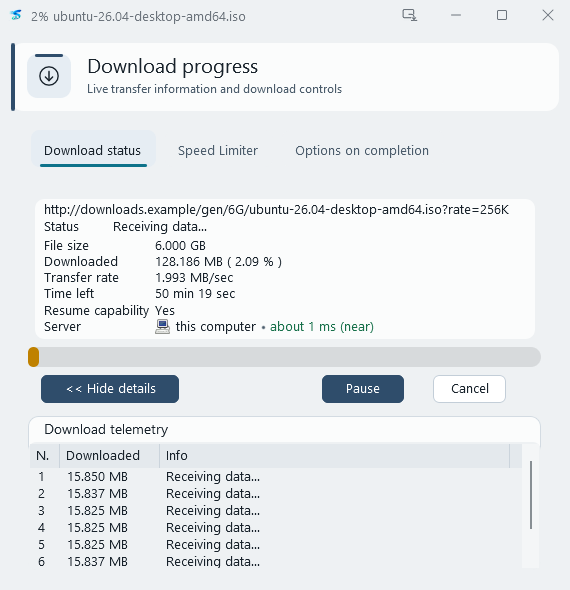 2% ubuntu-26.04-desktop-amd64.iso
Download progress
Live transfer information and download controls
Download status Speed Limiter Options on completion
http://downloads.example/gen/6G/ubuntu-26.04-desktop-amd64.iso?rate=256K
Status Receiving data...
File size 6.000 GB
Downloaded 128.186 MB ( 2.09 % )
Transfer rate 1.993 MB/sec
Time left 50 min 19 sec
Resume capability Yes
Server this computer • about 1 ms (near)
<< Hide details Pause Cancel
Download telemetry
N. Downloaded Info
1 15.850 MB Receiving data...
2 15.837 MB Receiving data...
3 15.825 MB Receiving data...
4 15.825 MB Receiving data...
5 15.825 MB Receiving data...
6 15.837 MB Receiving data...